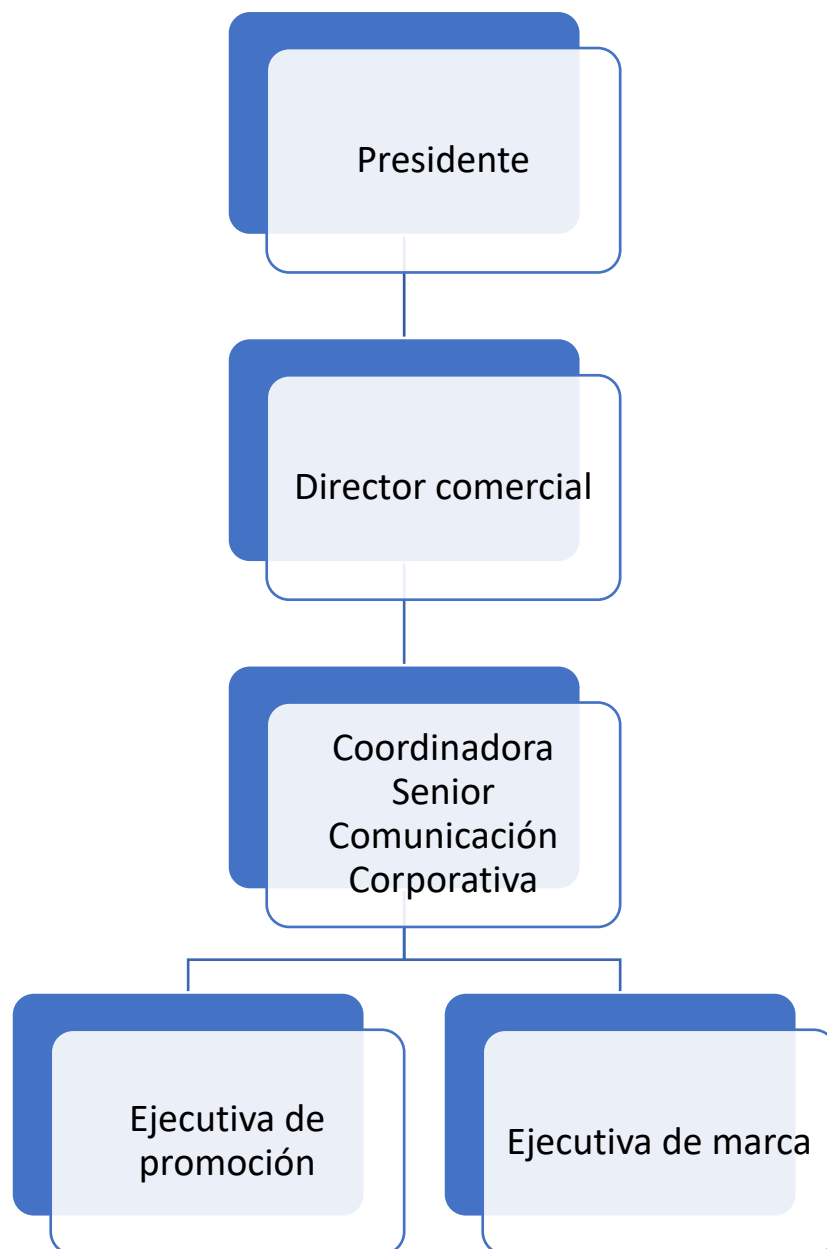 Presidente
Director comercial
Coordinadora
Senior
Comunicación
Corporativa
Ejecutiva de
promoción
Ejecutiva de marca